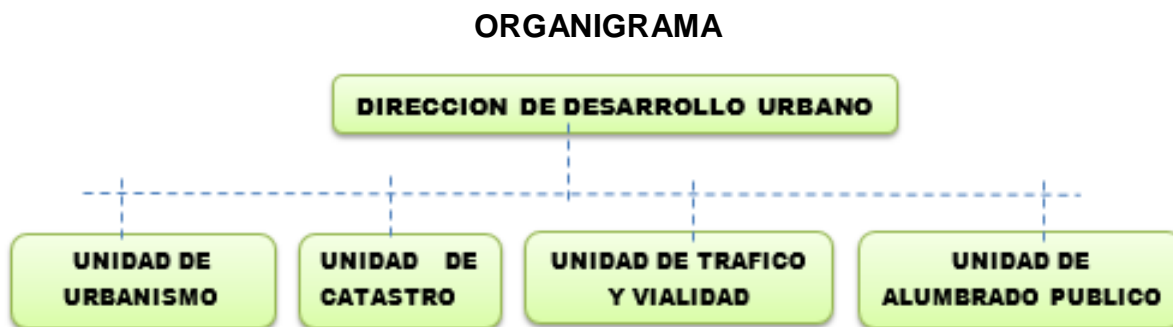 ORGANIGRAMA
DIRECCION DE DESARROLLO URBANO
UNIDAD DE
URBANISMO
UNIDAD DE
CATASTRO
UNIDAD DE TRAFICO
Y VIALIDAD
UNIDAD DE
ALUMBRADO PUBLICO